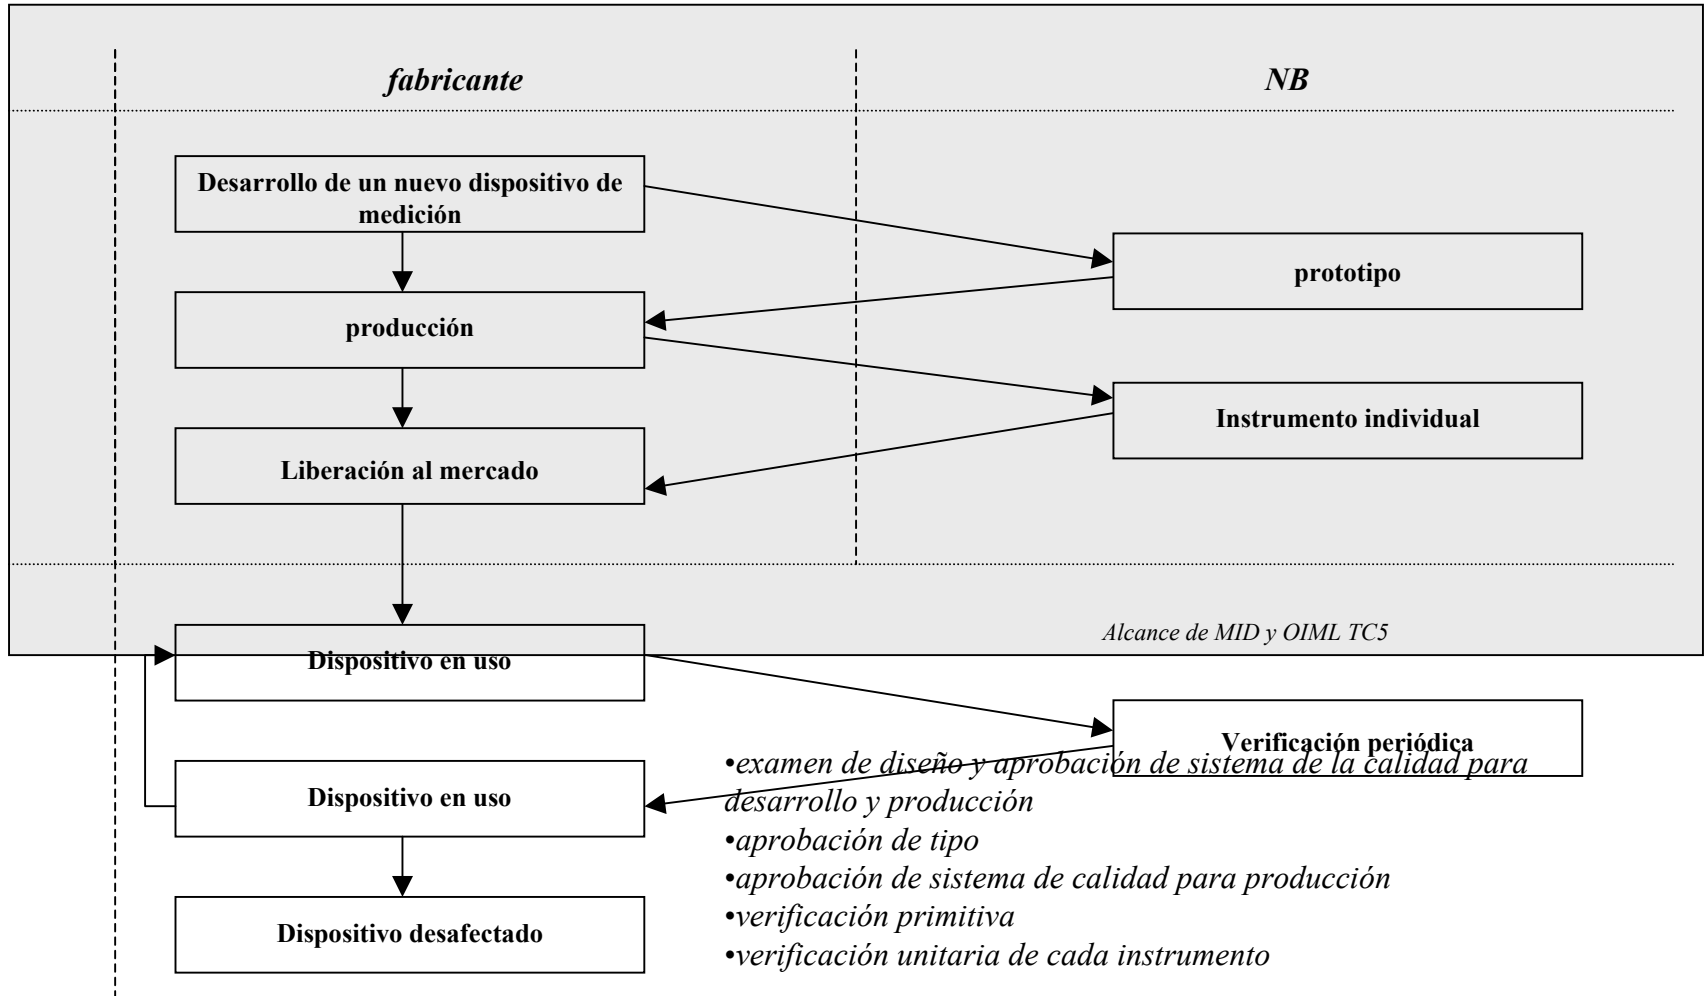 fabricante
NB
Desarrollo de un nuevo dispositivo de
medición
prototipo
producción
Instrumento individual
Liberación al mercado
Alcance de MID y OIML TC5
Dispositivo en uso
Verificación periódica
•examen de diseño y aprobación de sistema de la calidad para
desarrollo y producción
Dispositivo en uso
•aprobación de tipo
•aprobación de sistema de calidad para producción
•verificación primitiva
Dispositivo desafectado
•verificación unitaria de cada instrumento